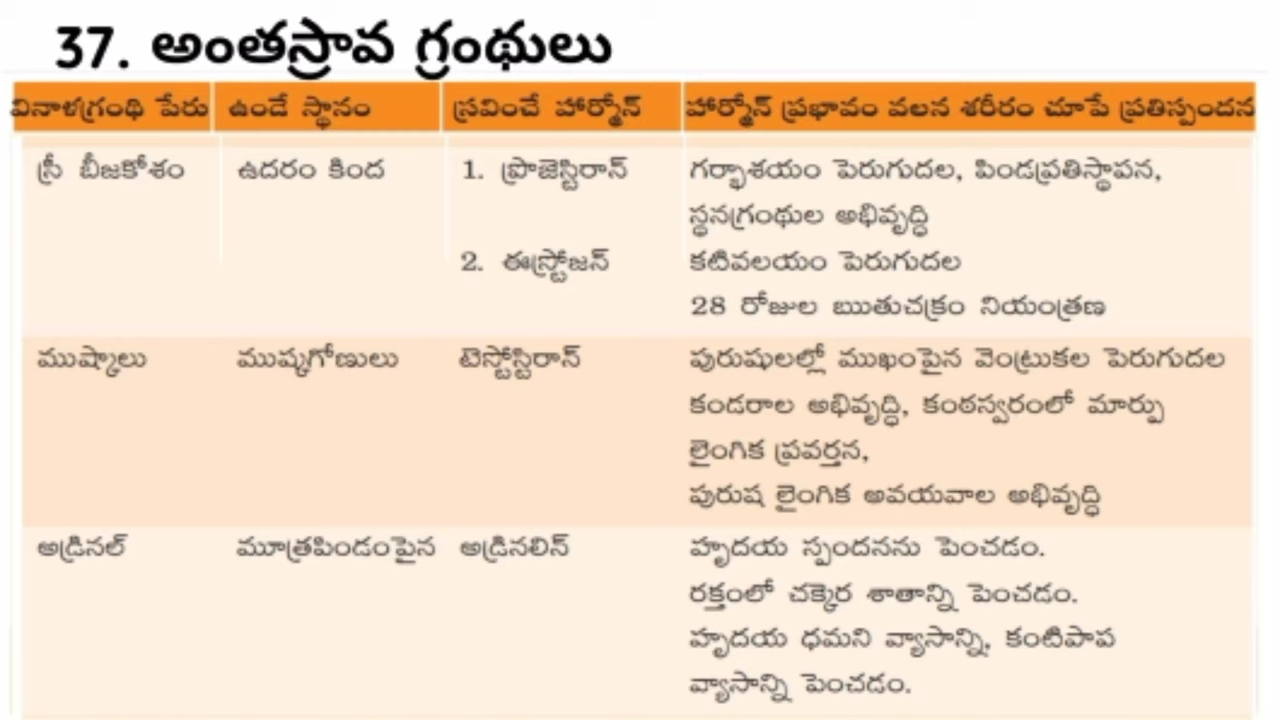 37. అంతస్రావ గ్రంథులు
వినాళగ్రంథి పేరు ఉండే స్థానం స్రవించే హార్మోన్ హార్మోన్ ప్రభావం వలన శరీరం చూపే ప్రతిస్పందన
స్త్రీ బీజకోశం ఉదరం కింద 1. ప్రొజెస్టిరాన్ గర్భాశయం పెరుగుదల, పిండప్రతిస్థాపన,
స్థనగ్రంథుల అభివృద్ధి
2. ఈస్ట్రోజన్ కటివలయం పెరుగుదల
28 రోజుల ఋతుచక్రం నియంత్రణ
ముష్కాలు ముష్కగోణులు టెస్టోస్టిరాన్ పురుషులలో ముఖంపైన వెంట్రుకల పెరుగుదల
కండరాల అభివృద్ధి, కంఠస్వరంలో మార్పు
లైంగిక ప్రవర్తన,
పురుష లైంగిక అవయవాల అభివృద్ధి
అడ్రినల్ మూత్రపిండంపైన అడ్రినలిన్ హృదయ స్పందనను పెంచడం.
రక్తంలో చక్కెర శాతాన్ని పెంచడం.
హృదయ ధమని వ్యాసాన్ని, కంటిపాప
వ్యాసాన్ని పెంచడం.